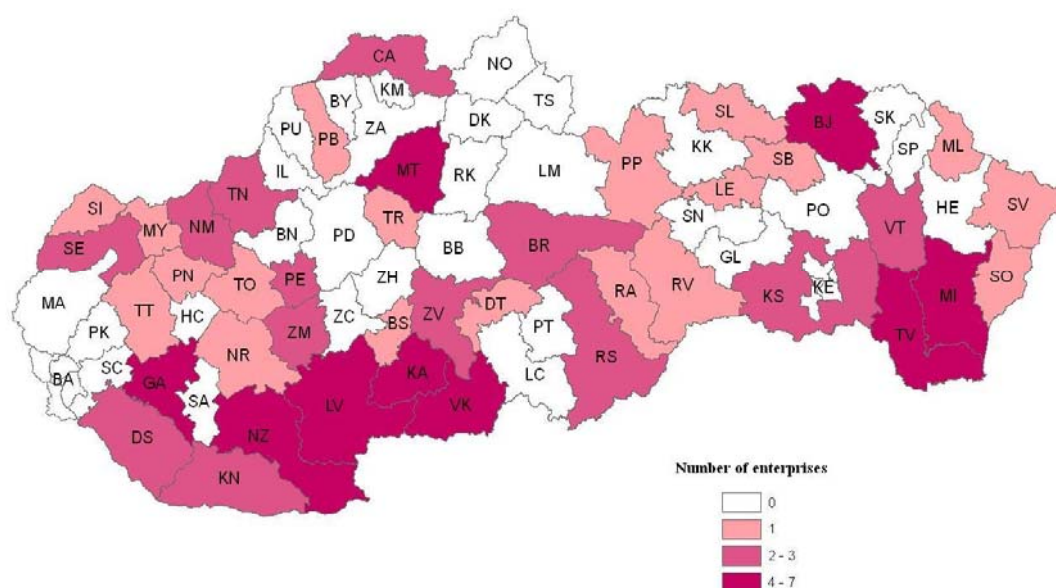 CA
NO
BY
KM
TS
PU
PB
ZA
DK
SL
BJ
SK
SP
ML
KK
SB
PP
IL
MT
RK
LM
LE
TN
SI
MY
NM
TR
SN
PO
HE
SV
VT
SE
BN
PD
BB
BR
GL
PN
TO
PE
ZH
RA
RV
KS
KE
MI
SO
MA
TT
HC
ZC
BS
ZV
DT
PT
TV
PK
ZM
NR
RS
SC
GA
SA
BA
LV
KA
VK
LC
DS
NZ
KN
Number of enterprises
0
1
2 - 3
4 - 7